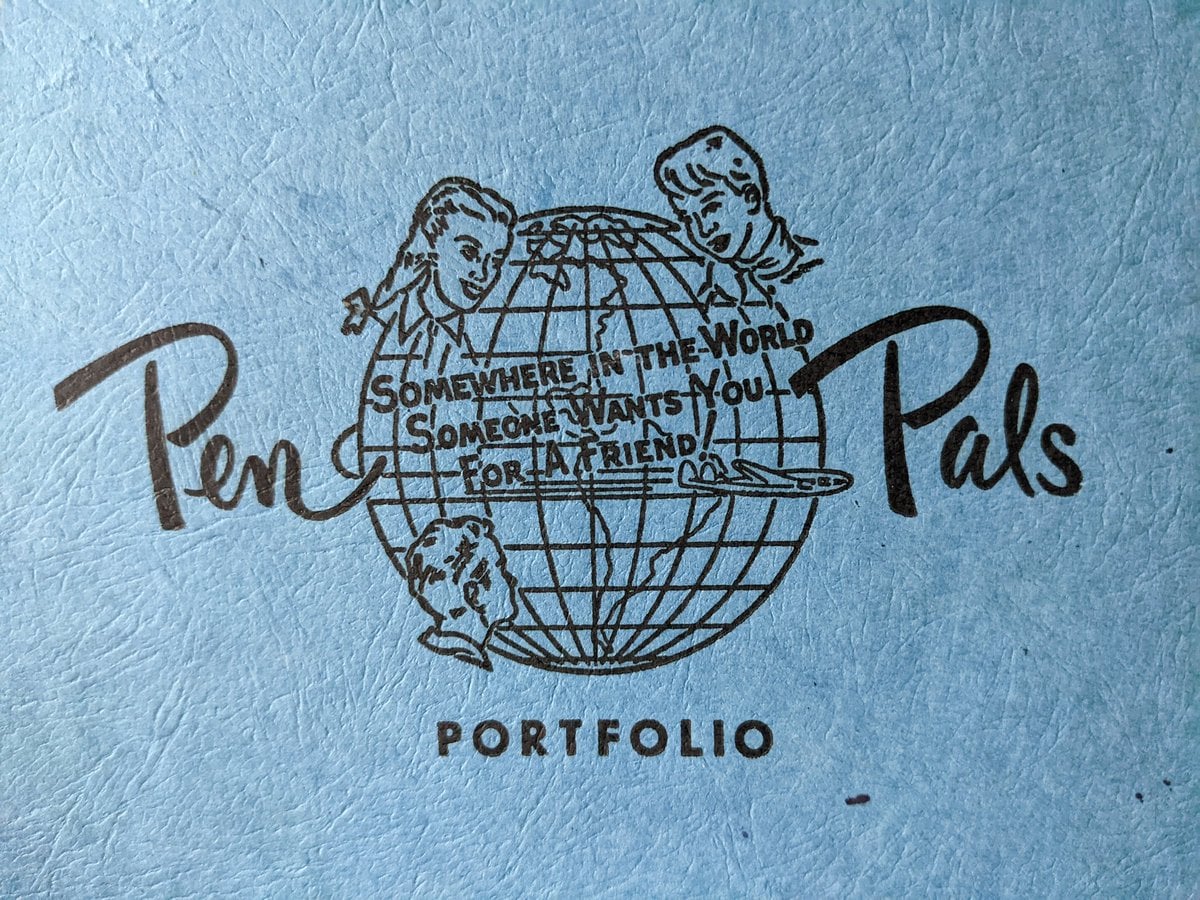 Pen Pals
SOMEWHERE IN THE WORLD
SOMEONE WANTS YOU
FOR A FRIEND!
PORTFOLIO